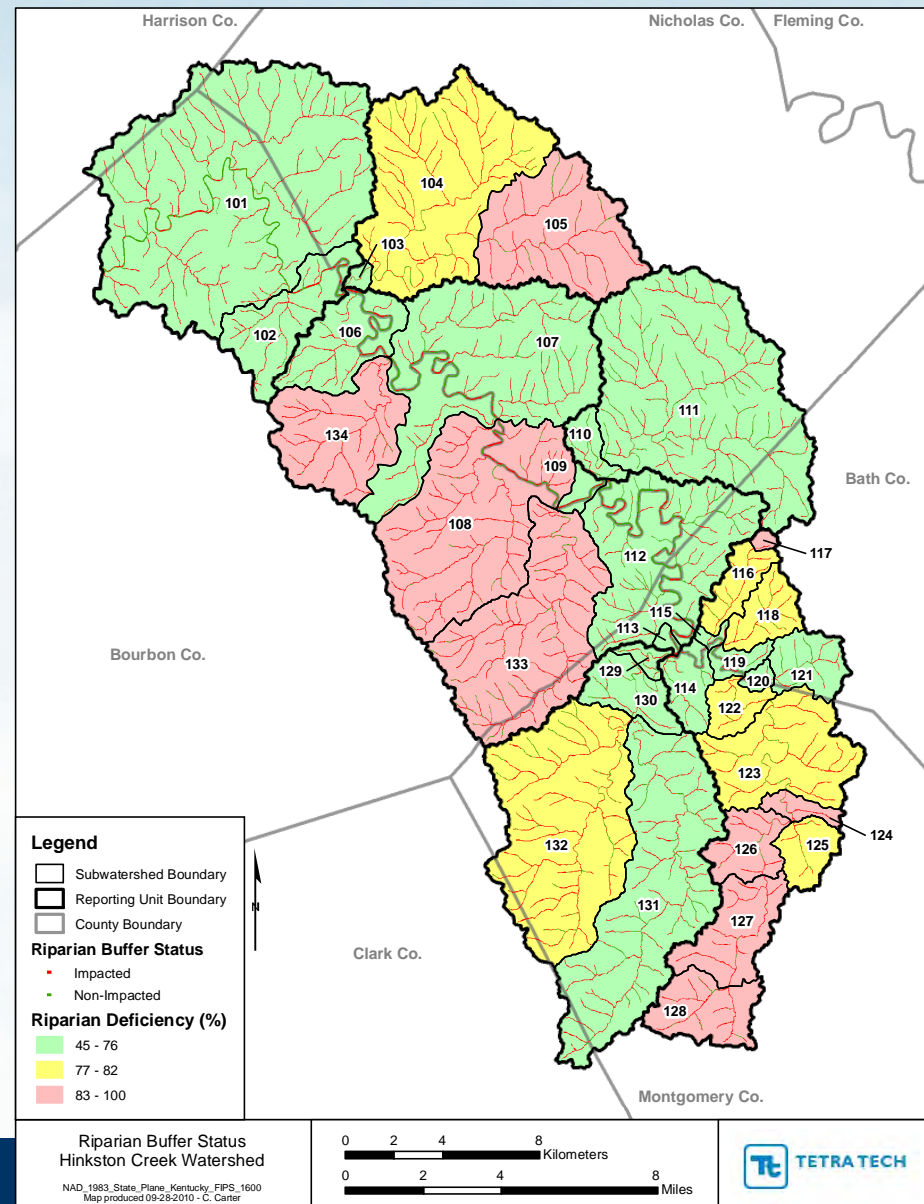 Harrison Co.
Nicholas Co.
Fleming Co.
104
101
105
103
106
107
102
111
110
134
109
Bath Co.
108
112
117
116
118
115
113
Bourbon Co.
133
129
119
120
121
130
114
122
123
124
132
126
125
131
127
Clark Co.
128
Montgomery Co.
Legend
Subwatershed Boundary
Reporting Unit Boundary
County Boundary
Riparian Buffer Status
Impacted
Non-Impacted
Riparian Deficiency (%)
45 - 76
77 - 82
83 - 100
N
Riparian Buffer Status
Hinkston Creek Watershed
NAD_1983_State_Plane_Kentucky_FIPS_1600
Map produced 09-28-2010 - C. Carter
0 2 4 8
Kilometers
0 2 4 8
Miles
Tt TETRA TECH